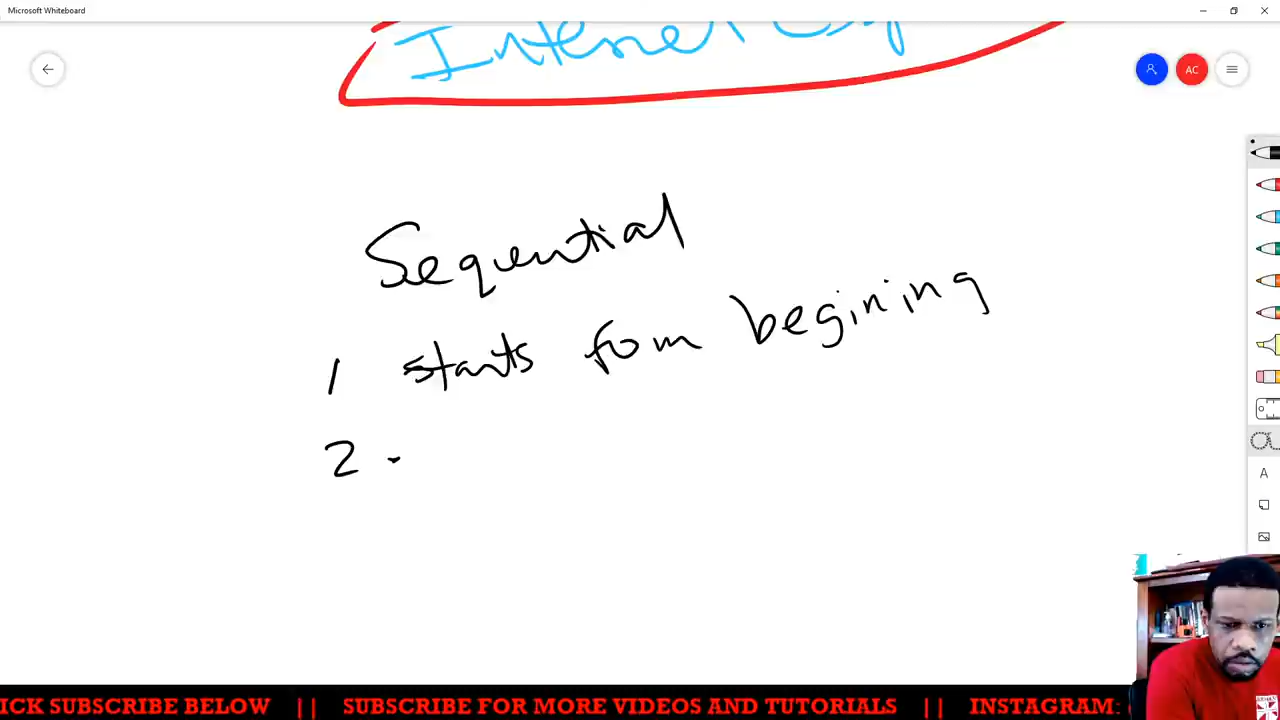 Microsoft Whiteboard
AC
Sequential
1 starts fom begining
2 -
A
ICK SUBSCRIBE BELOW || SUBSCRIBE FOR MORE VIDEOS AND TUTORIALS || INSTAGRAM: